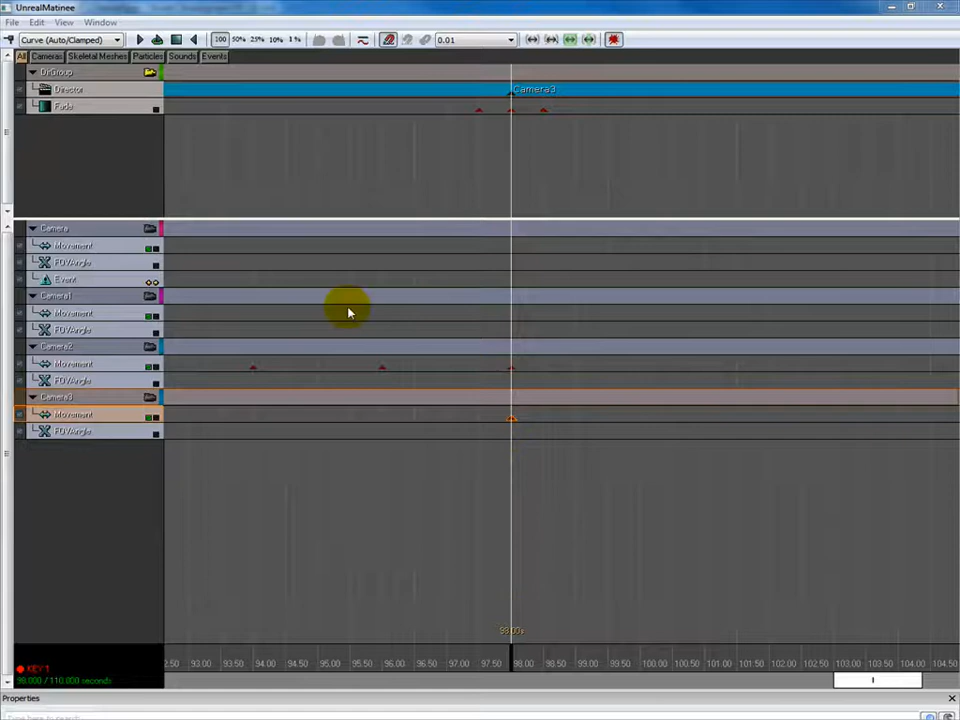 UnrealMatinee
File Edit View Window
Curve (Auto/Clamped) 100 50% 25% 10% 1% 0.01
All Cameras Skeletal Meshes Particles Sounds Events
DirGroup
Director Camera3
Fade
Camera
Movement
FOVAngle
Event
Camera1
Movement
FOVAngle
Camera2
Movement
FOVAngle
Camera3
Movement
FOVAngle
98.00s
KEY 1 2.50 93.00 93.50 94.00 94.50 95.00 95.50 96.00 96.50 97.00 97.50 98.00 98.50 99.00 99.50 100.00 100.50 101.00 101.50 102.00 102.50 103.00 103.50 104.00 104.50
98.000 / 110.000 seconds
Properties
Type here to search